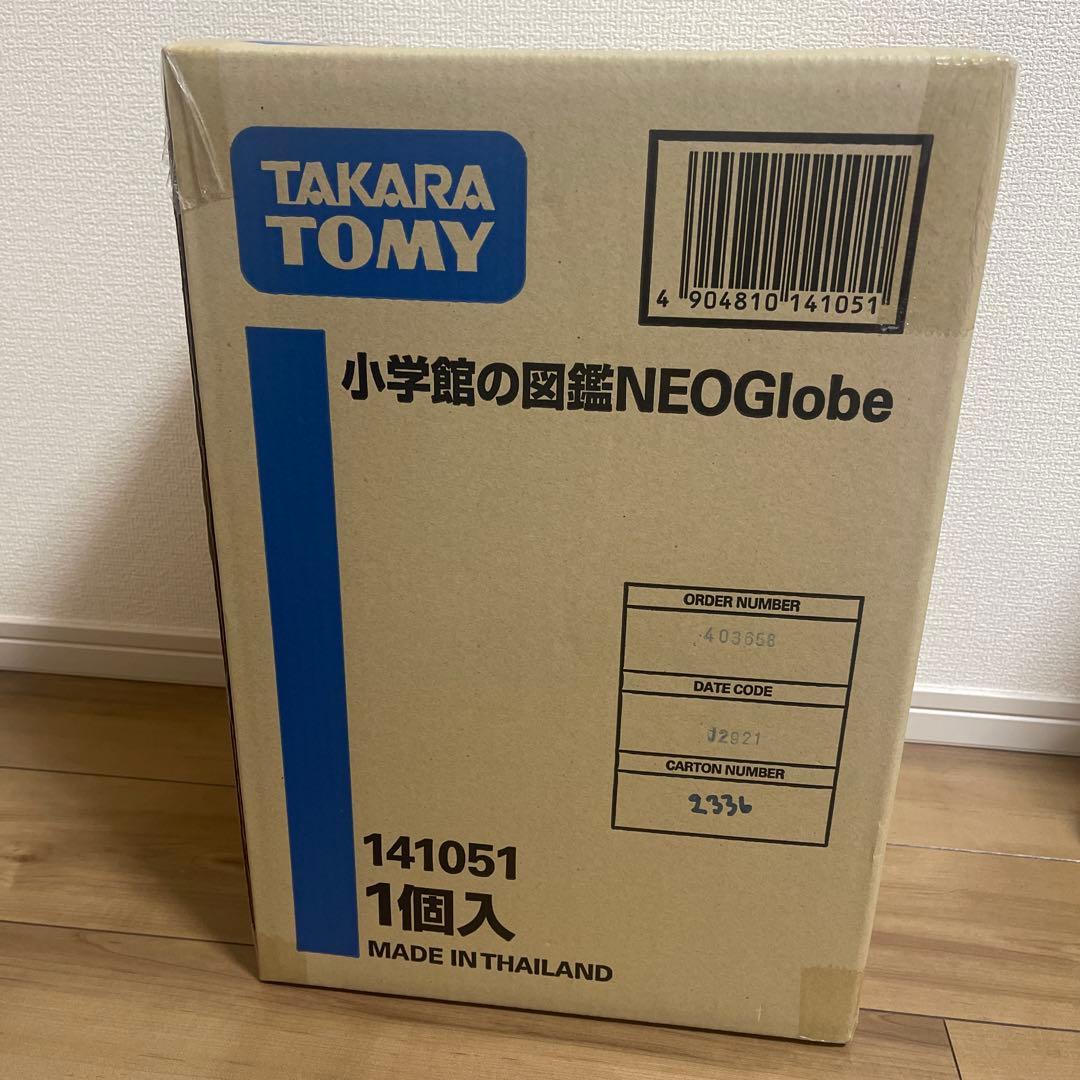 TAKARA
TOMY
4 904810 141051
小学館の図鑑NEOGlobe
ORDER NUMBER
403658
DATE CODE
J2921
CARTON NUMBER
2336
141051
1個入
MADE IN THAILAND